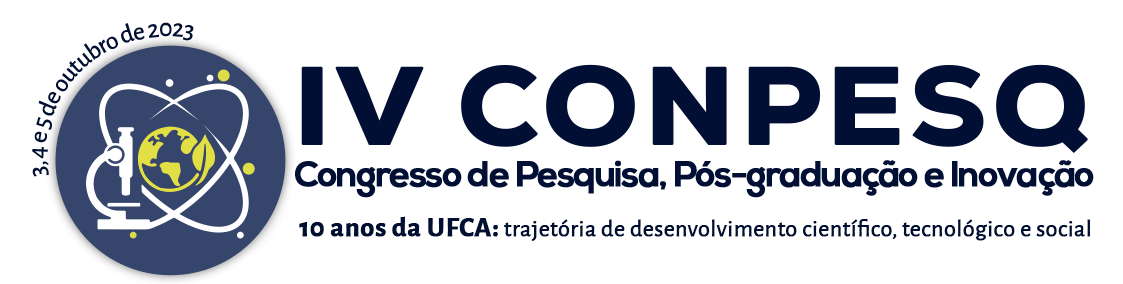 3, 4 e 5 de outubro de 2023
IV CONPESQ
Congresso de Pesquisa, Pós-graduação e Inovação
10 anos da UFCA: trajetória de desenvolvimento científico, tecnológico e social